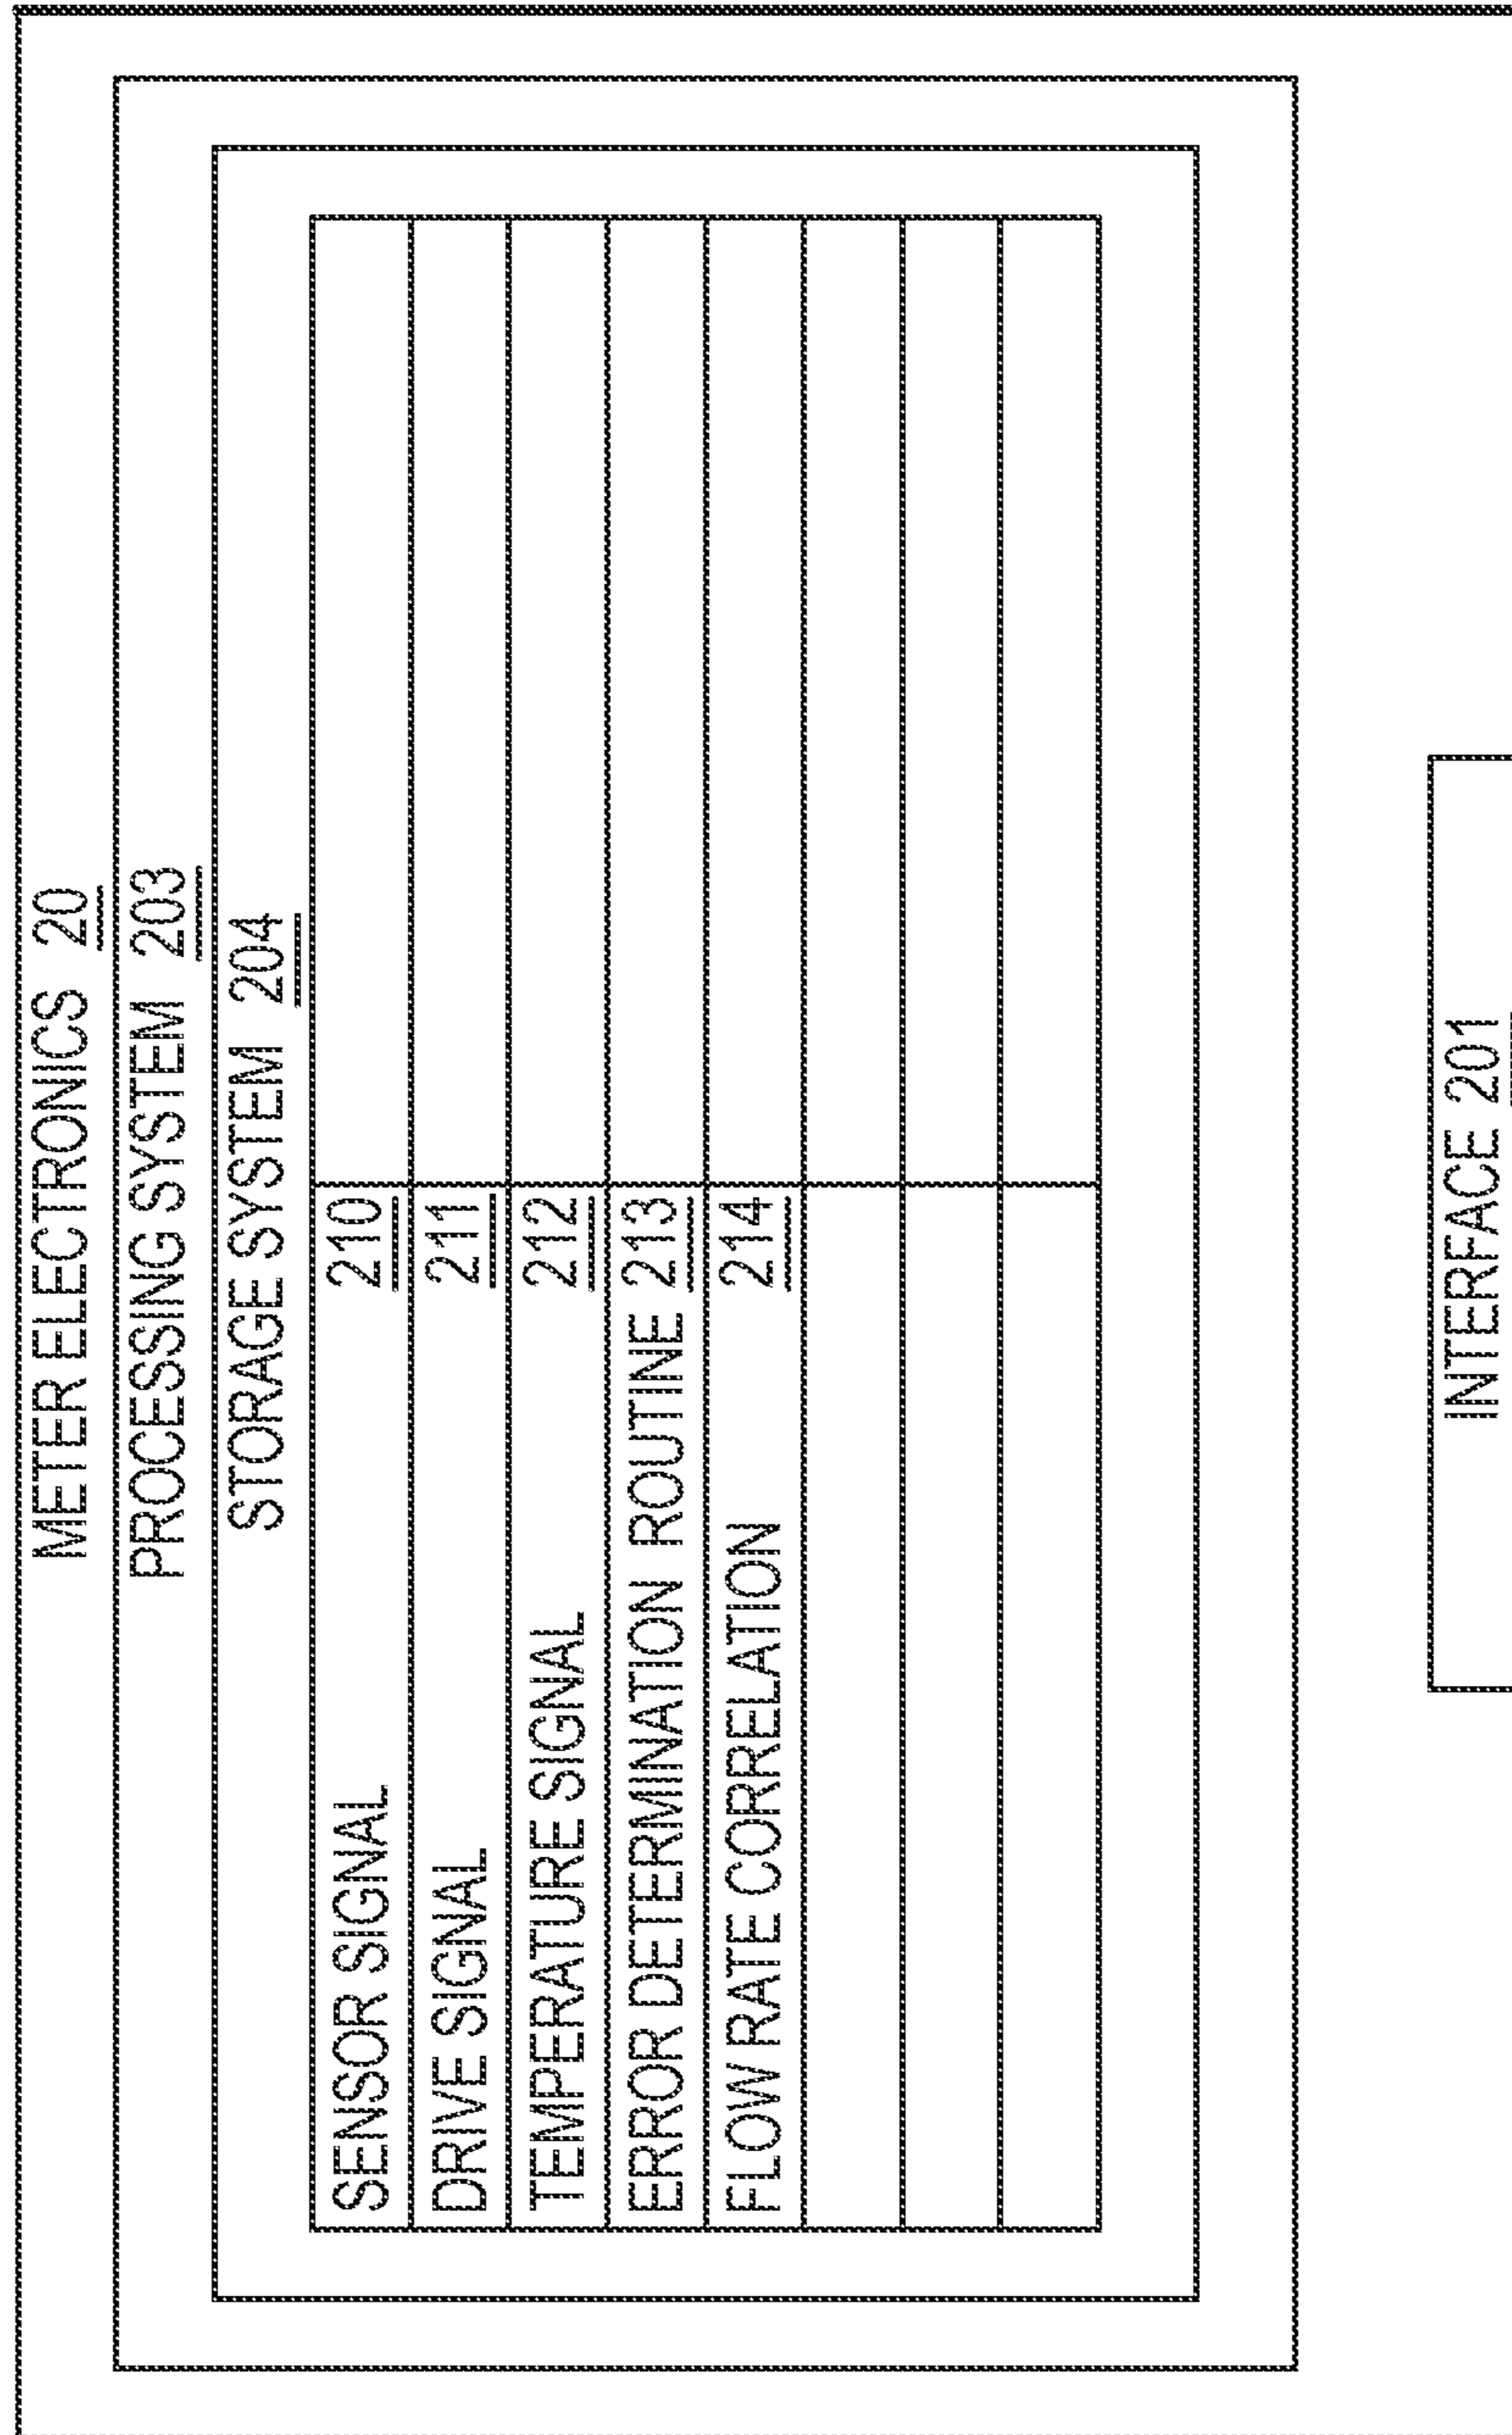 METER ELECTRONICS 20
PROCESSING SYSTEM 203
STORAGE SYSTEM 204
SENSOR SIGNAL 210
DRIVE SIGNAL 211
TEMPERATURE SIGNAL 212
ERROR DETERMINATION ROUTINE 213
FLOW RATE CORRELATION 214
INTERFACE 201